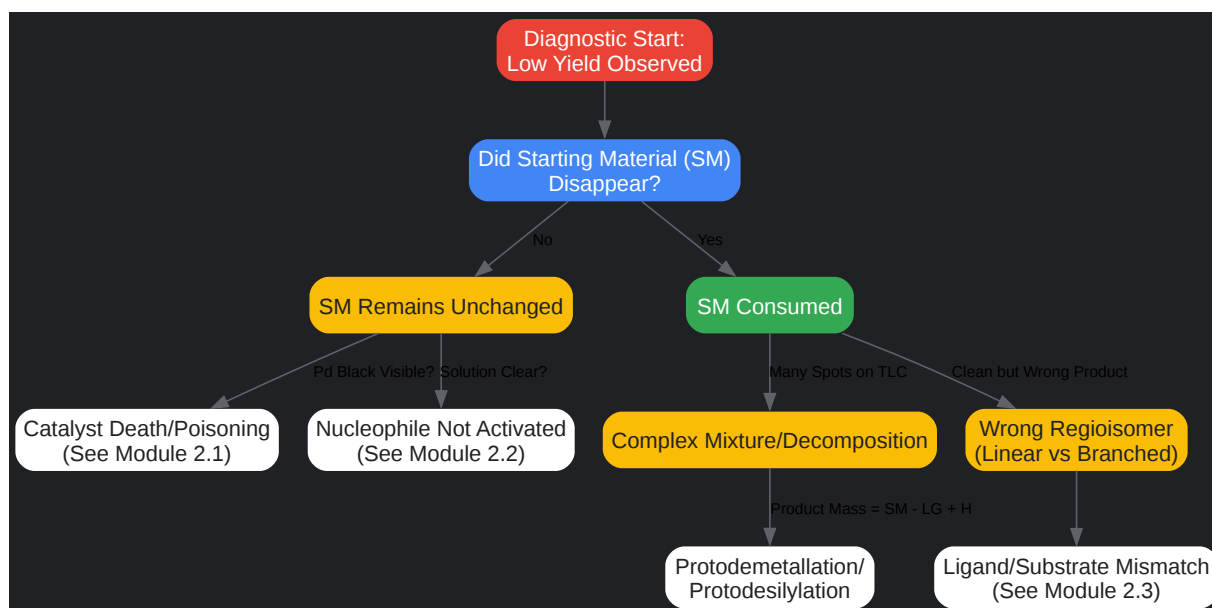 Diagnostic Start:
Low Yield Observed
Did Starting Material (SM)
Disappear?
No
Yes
SM Remains Unchanged
SM Consumed
Pd Black Visible?
Solution Clear?
Many Spots on TLC
Clean but Wrong Product
Catalyst Death/Poisoning
(See Module 2.1)
Nucleophile Not Activated
(See Module 2.2)
Complex Mixture/Decomposition
Wrong Regioisomer
(Linear vs Branched)
Product Mass = SM - LG + H
Protodemetallation/
Protodesilylation
Ligand/Substrate Mismatch
(See Module 2.3)